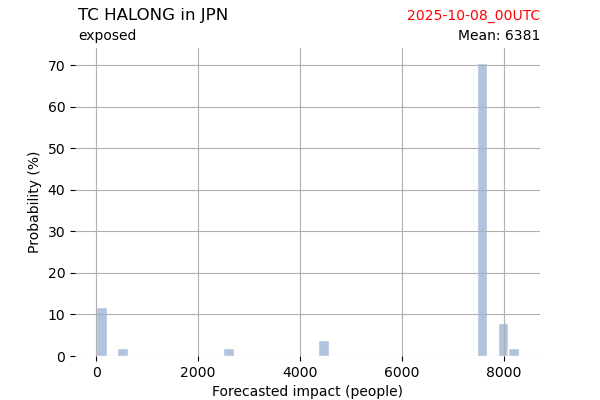 TC HALONG in JPN
2025-10-08_00UTC
exposed
Mean: 6381
Probability (%)
70
60
50
40
30
20
10
0
0 2000 4000 6000 8000
Forecasted impact (people)